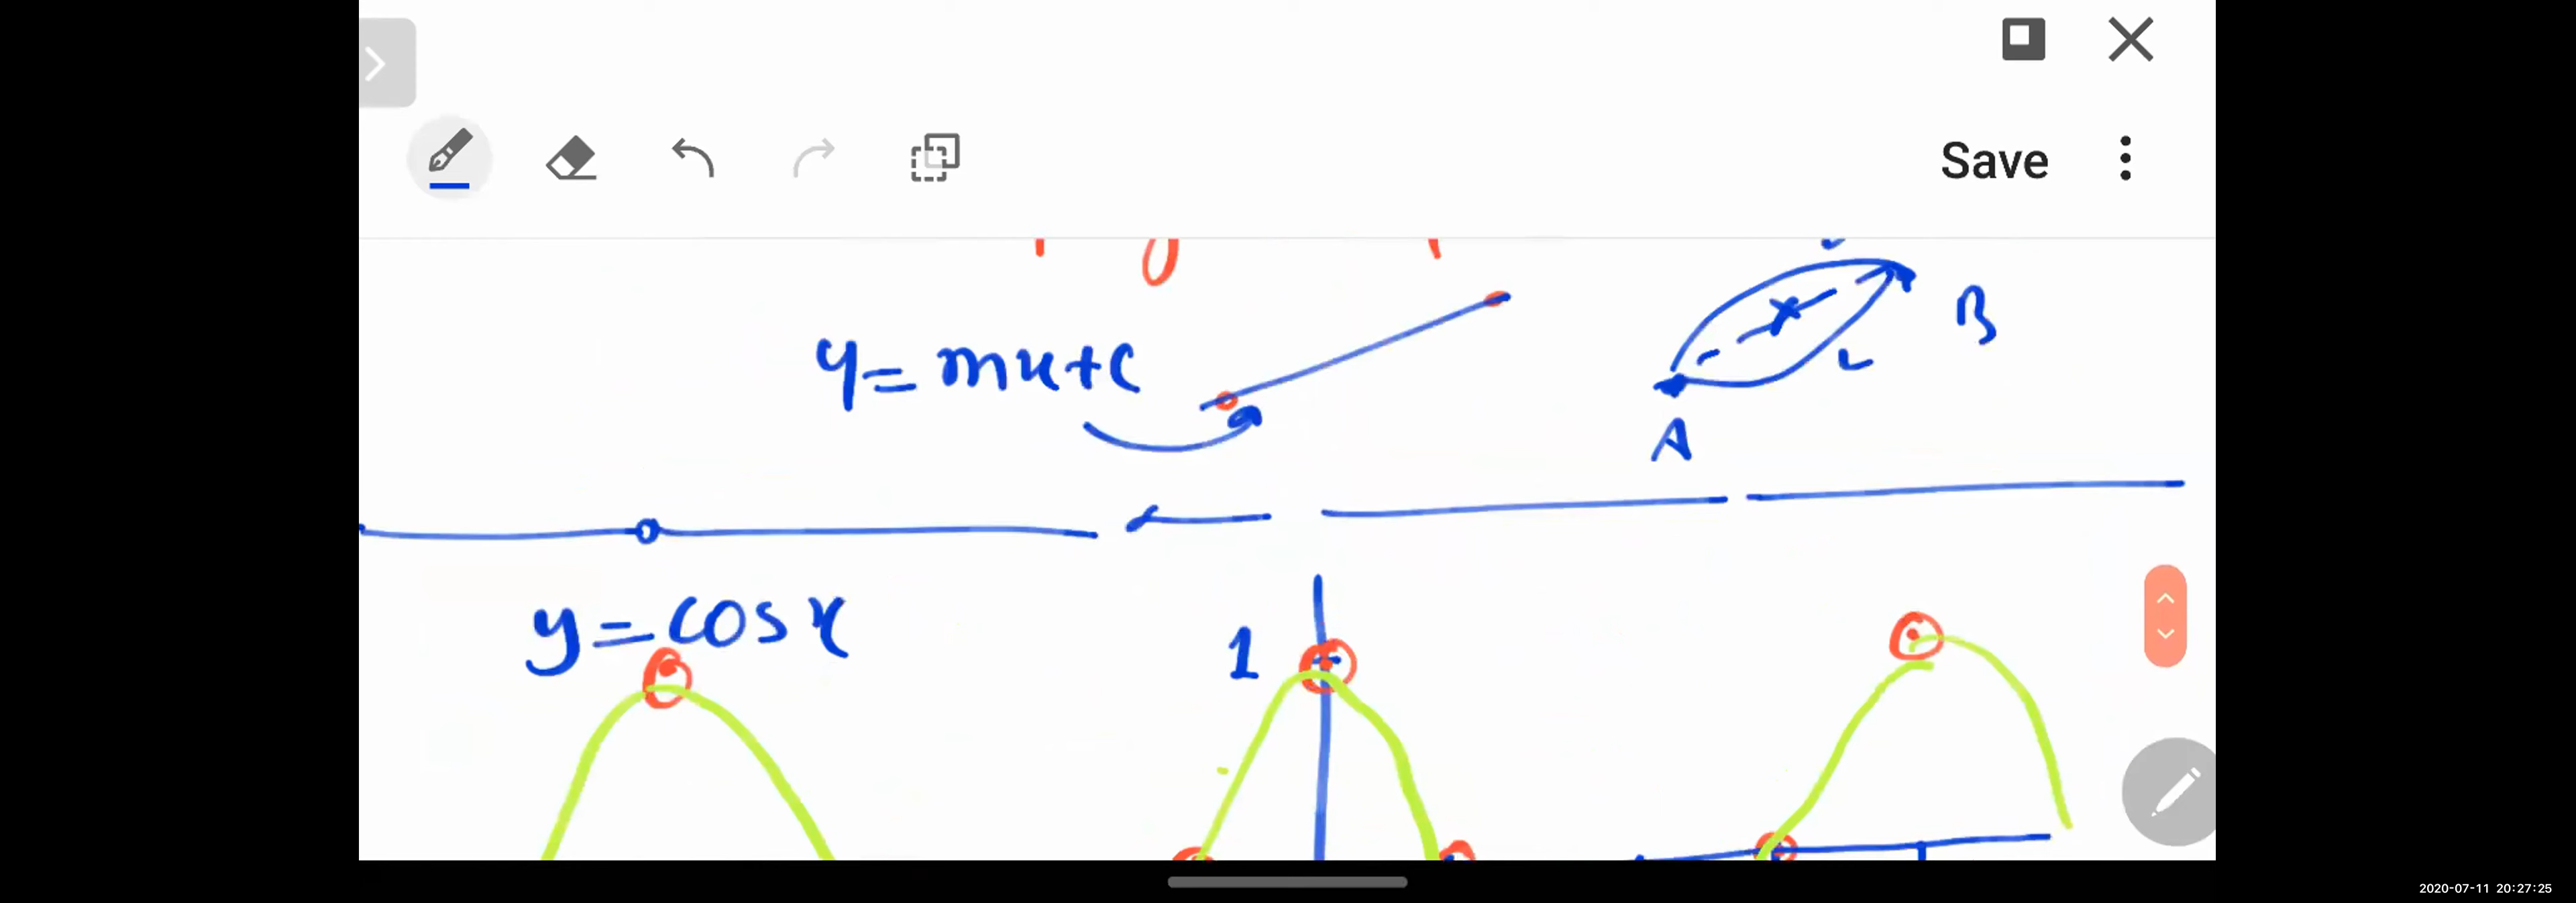 Save
B
y = mx+c
A
y = cos x
1
2020-07-11 20:27:25